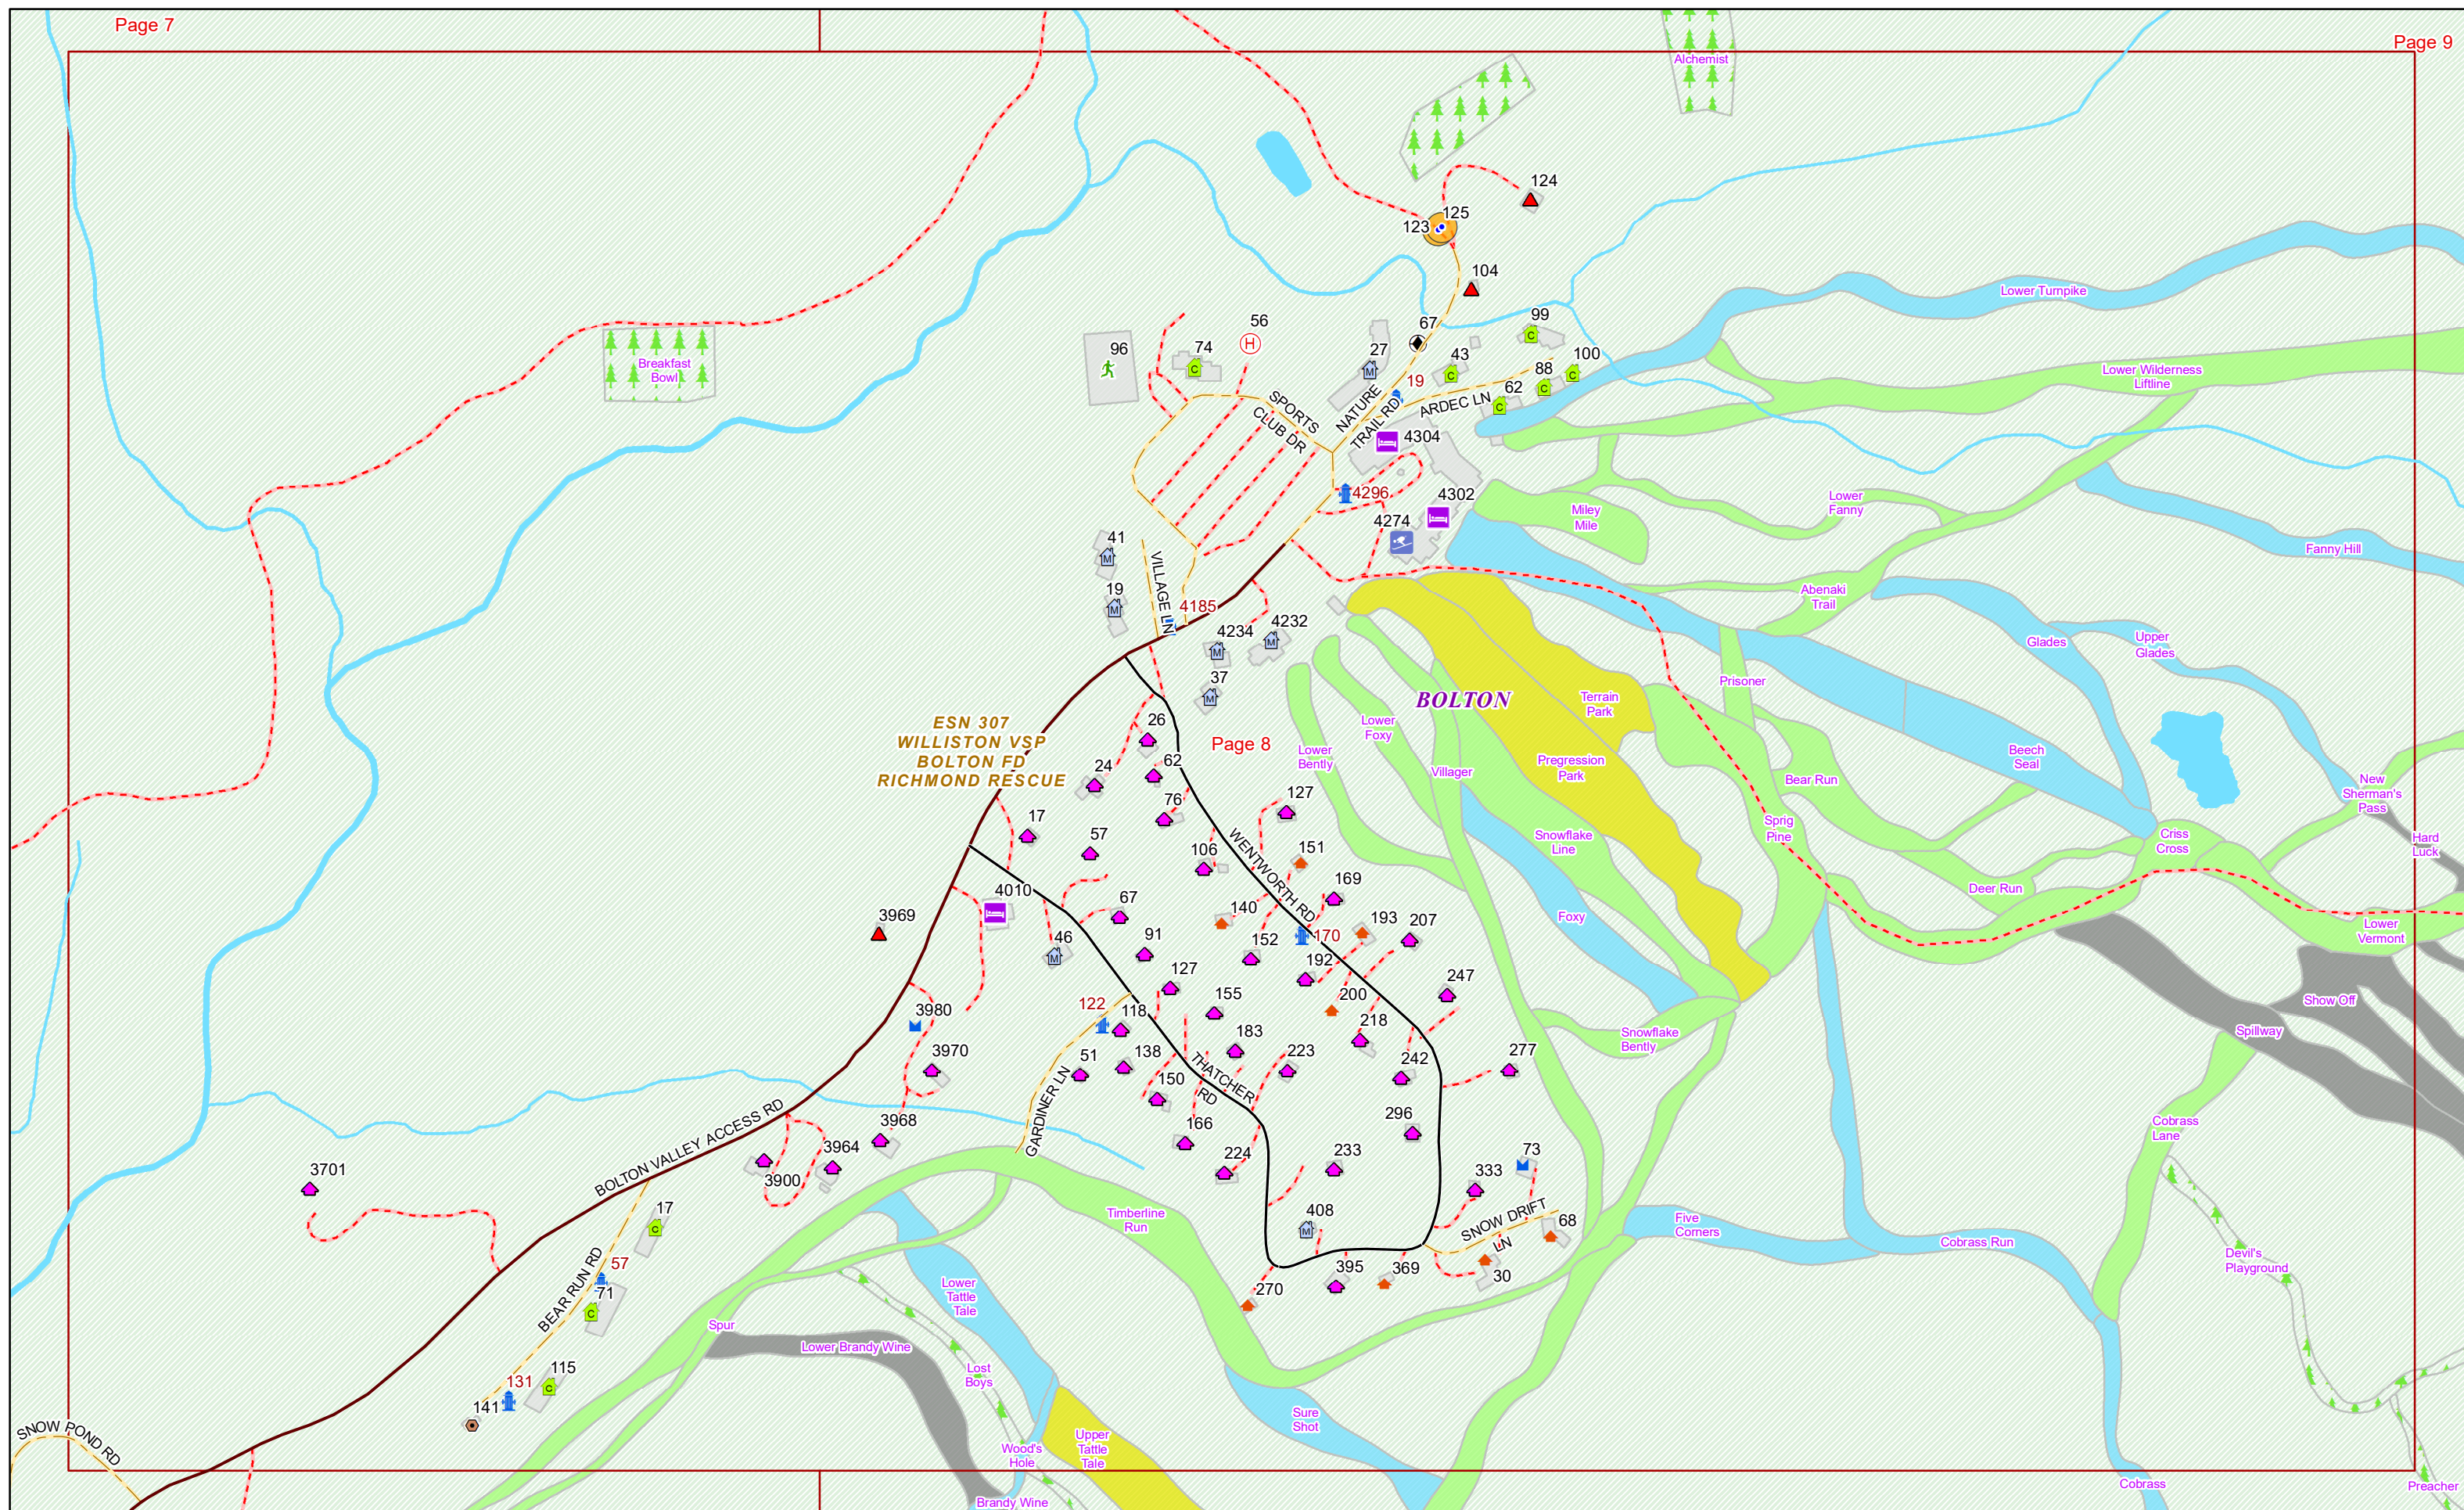 Page 7
Page 9
Alchemist
124
125
123
104
Lower Turnpike
99
67
56
96
74
27
43
100
88
62
19
Breakfast
Bowl
Lower Wilderness
Liftline
SPORTS
CLUB DR
NATURE
TRAIL RD
ARDEC LN
4304
4296
4302
4274
Miley
Mile
Lower
Fanny
Fanny Hill
41
VILLAGE LN
19
4185
Abenaki
Trail
4234
4232
Glades
Upper
Glades
37
Prisoner
BOLTON
Terrain
Park
ESN 307
WILLISTON VSP
BOLTON FD
RICHMOND RESCUE
26
Page 8
Lower
Foxy
Lower
Bently
62
24
Villager
Pregression
Park
Bear Run
Beech
Seal
New
Sherman's
Pass
76
127
17
57
WENTWORTH RD
Snowflake
Line
Sprig
Pine
Criss
Cross
Hard
Luck
106
151
4010
67
169
Deer Run
3969
140
193
207
Foxy
Lower
Vermont
46
91
152
170
192
127
247
Show Off
3980
122
118
155
200
218
Snowflake
Bently
Spillway
3970
51
138
183
223
242
277
150
THATCHER
RD
GARDINER LN
BOLTON VALLEY ACCESS RD
3968
166
296
Cobrass
Lane
3964
3900
224
233
73
3701
333
17
408
SNOW DRIFT
LN
68
Timberline
Run
Five
Corners
Cobrass Run
Devil's
Playground
BEAR RUN RD
57
71
395
369
30
270
Lower
Tattle
Tale
Spur
Lower Brandy Wine
115
131
141
Lost
Boys
Sure
Shot
SNOW POND RD
Wood's
Hole
Upper
Tattle
Tale
Brandy Wine
Cobrass
Preacher